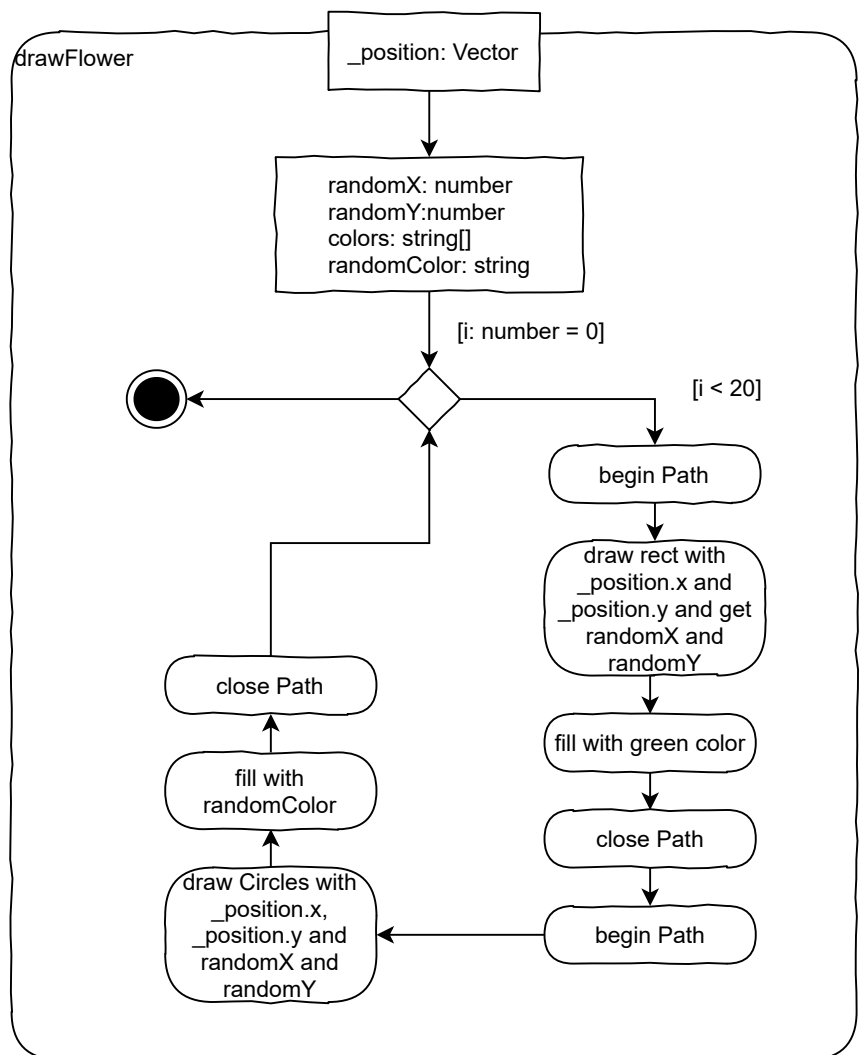 drawFlower
_position: Vector
randomX: number
randomY:number
colors: string[]
randomColor: string
[i: number = 0]
[i < 20]
begin Path
draw rect with
_position.x and
_position.y and get
randomX and
randomY
fill with green color
close Path
begin Path
draw Circles with
_position.x,
_position.y and
randomX and
randomY
fill with
randomColor
close Path